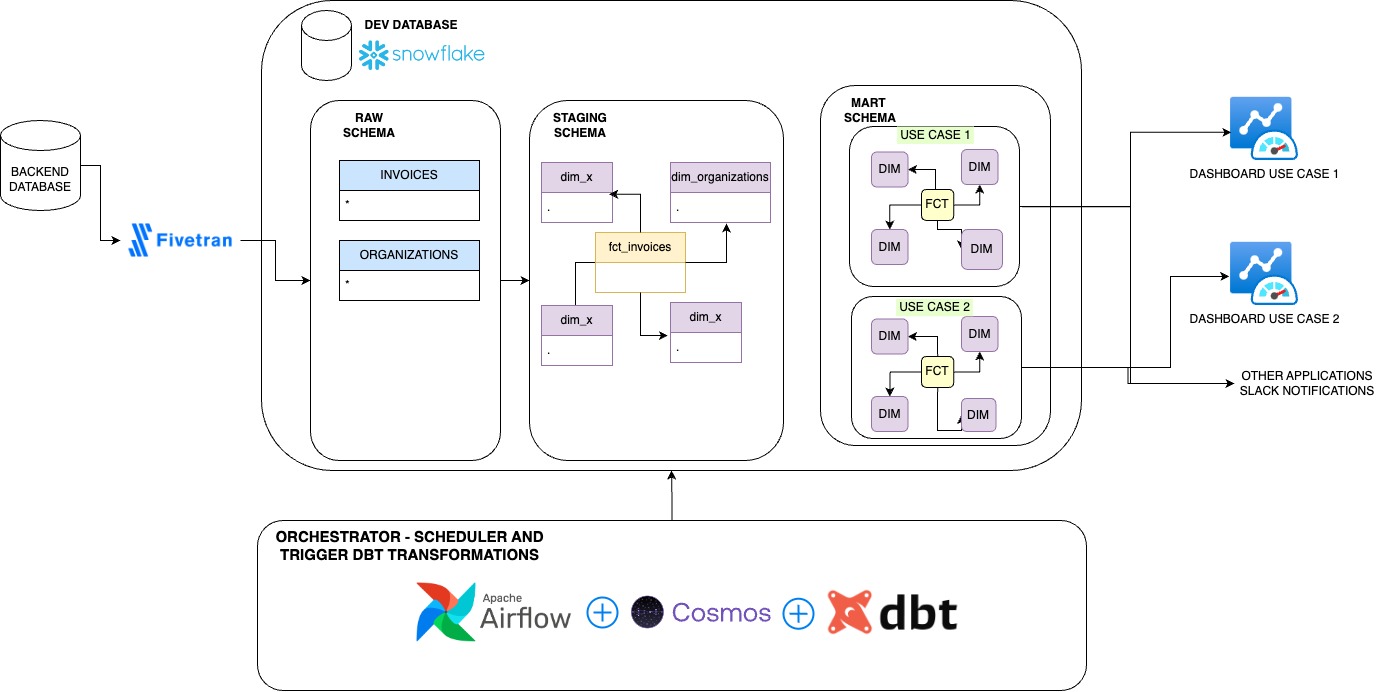 DEV DATABASE
snowflake
BACKEND
DATABASE
Fivetran
RAW
SCHEMA
INVOICES
*
ORGANIZATIONS
*
STAGING
SCHEMA
dim_x
.
dim_organizations
.
fct_invoices
dim_x
.
dim_x
.
MART
SCHEMA
USE CASE 1
DIM
DIM
FCT
DIM
DIM
USE CASE 2
DIM
DIM
FCT
DIM
DIM
DASHBOARD USE CASE 1
DASHBOARD USE CASE 2
OTHER APPLICATIONS
SLACK NOTIFICATIONS
ORCHESTRATOR - SCHEDULER AND
TRIGGER DBT TRANSFORMATIONS
Apache
Airflow
Cosmos
dbt